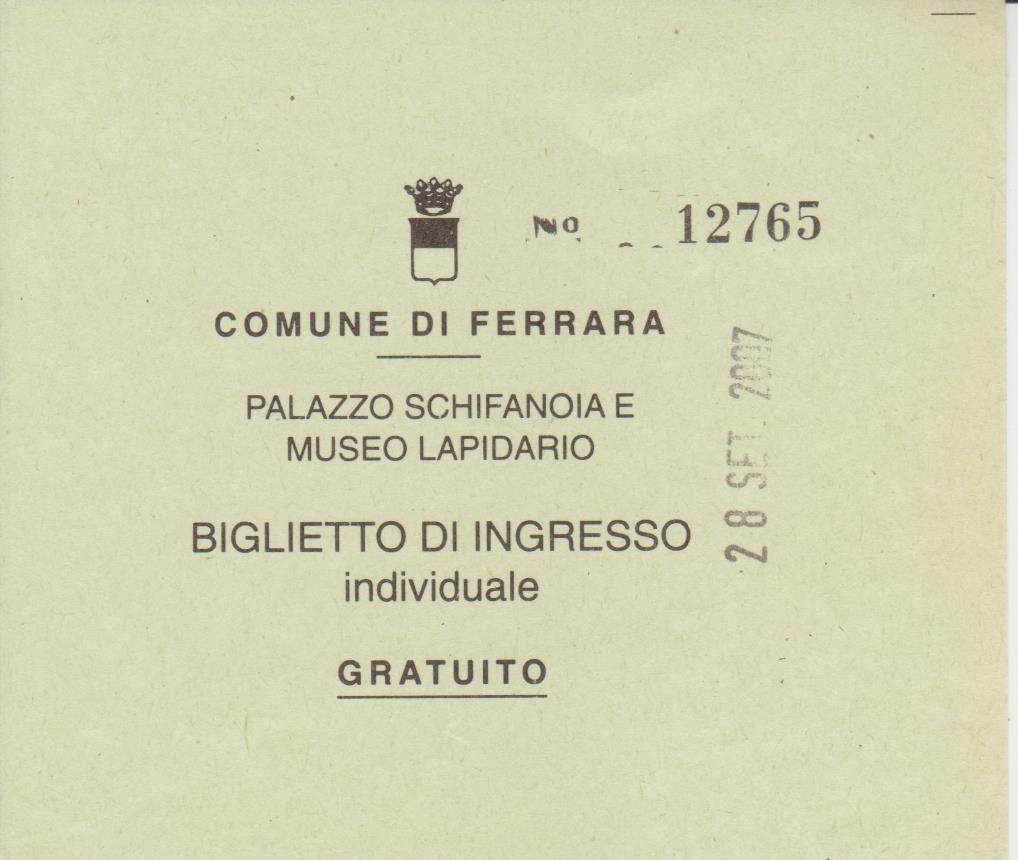 Nº 12765
COMUNE DI FERRARA
PALAZZO SCHIFANOIA E
MUSEO LAPIDARIO
BIGLIETTO DI INGRESSO
individuale
GRATUITO
28 SET. 2007